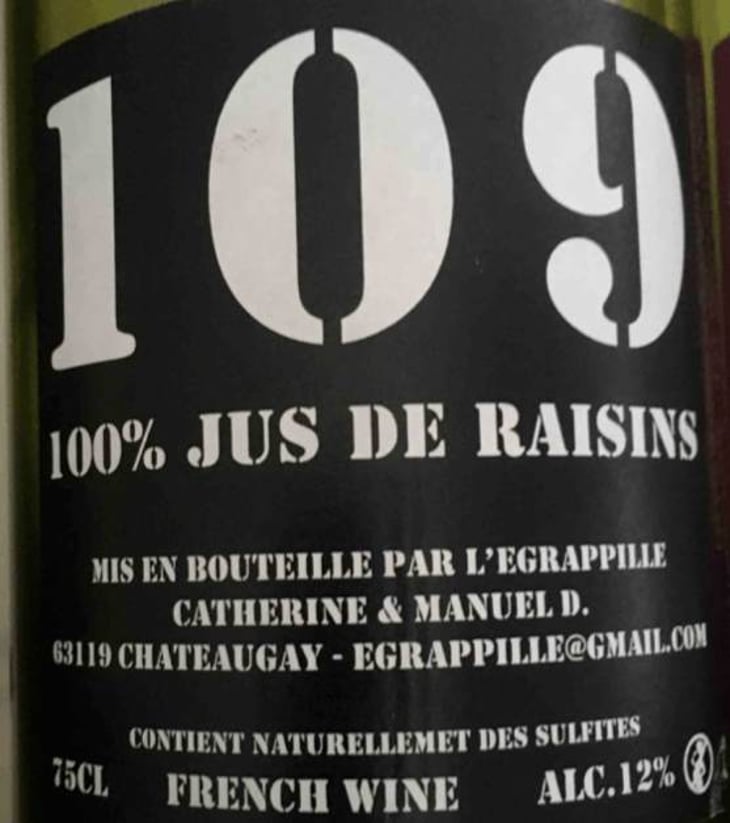 109
100% JUS DE RAISINS
MIS EN BOUTEILLE PAR L'EGRAPPILLE
CATHERINE & MANUEL D.
63119 CHATEAUGAY - EGRAPPILLE@GMAIL.COM
CONTIENT NATURELLEMET DES SULFITES
75CL FRENCH WINE ALC.12%